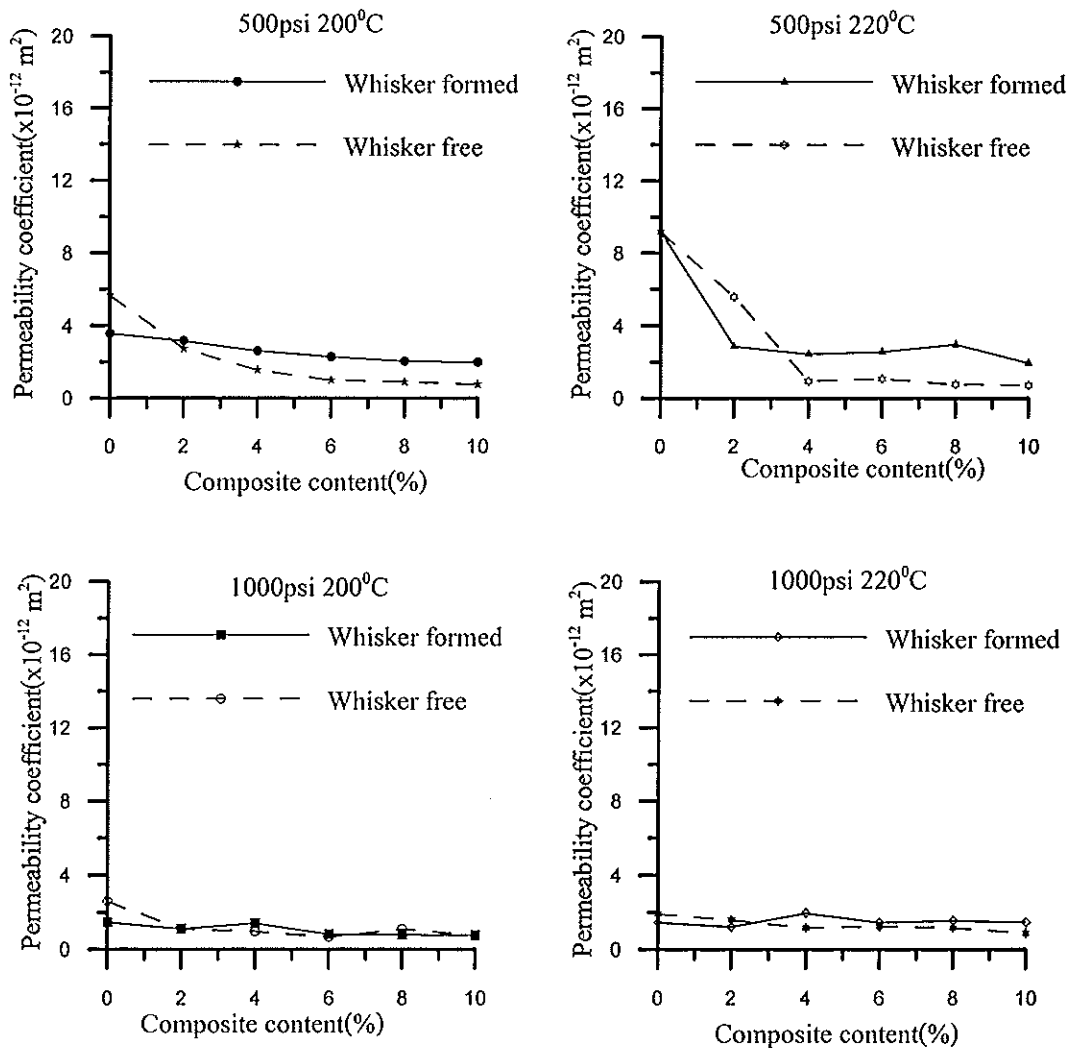 500psi 200⁰C
Permeability coefficient(x10⁻¹² m²)
20
16
12
8
4
0
Whisker formed
Whisker free
0 2 4 6 8 10
Composite content(%)
500psi 220⁰C
Permeability coefficient(x10⁻¹² m²)
20
16
12
8
4
0
Whisker formed
Whisker free
0 2 4 6 8 10
Composite content(%)
1000psi 200⁰C
Permeability coefficient(x10⁻¹² m²)
20
16
12
8
4
0
Whisker formed
Whisker free
0 2 4 6 8 10
Composite content(%)
1000psi 220⁰C
Permeability coefficient(x10⁻¹² m²)
20
16
12
8
4
0
Whisker formed
Whisker free
0 2 4 6 8 10
Composite content(%)